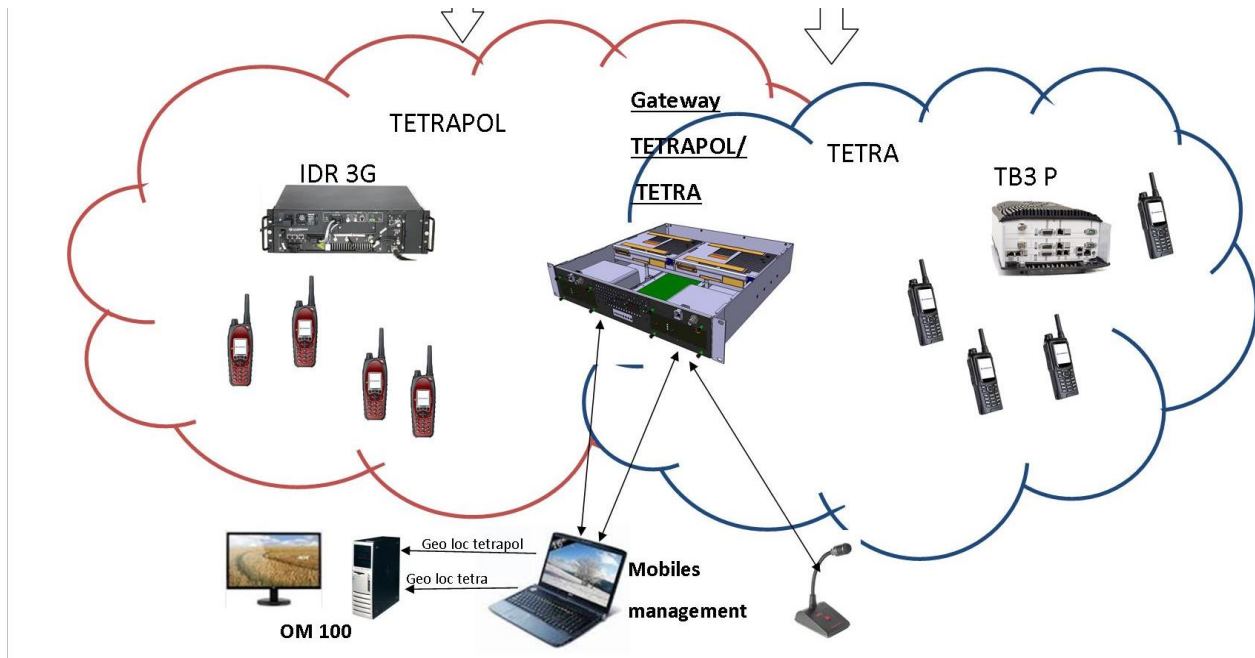 TETRAPOL
IDR 3G
Gateway
TETRAPOL/
TETRA
TETRA
TB3 P
Geo loc tetrapol
Geo loc tetra
Mobiles
management
OM 100